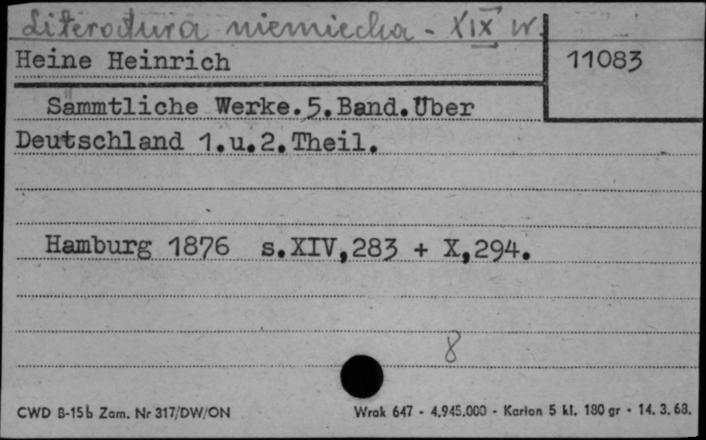 Literatura niemiecka - XIX w.
Heine Heinrich
11083
Sämmtliche Werke.5.Band.Über
Deutschland 1.u.2.Theil.
Hamburg 1876 s.XIV,283 + X,294.
8
CWD B-15b Zam. Nr 317/DW/ON
Wrak 647 - 4.945.000 - Karton 5 kl. 180 gr - 14. 3. 68.